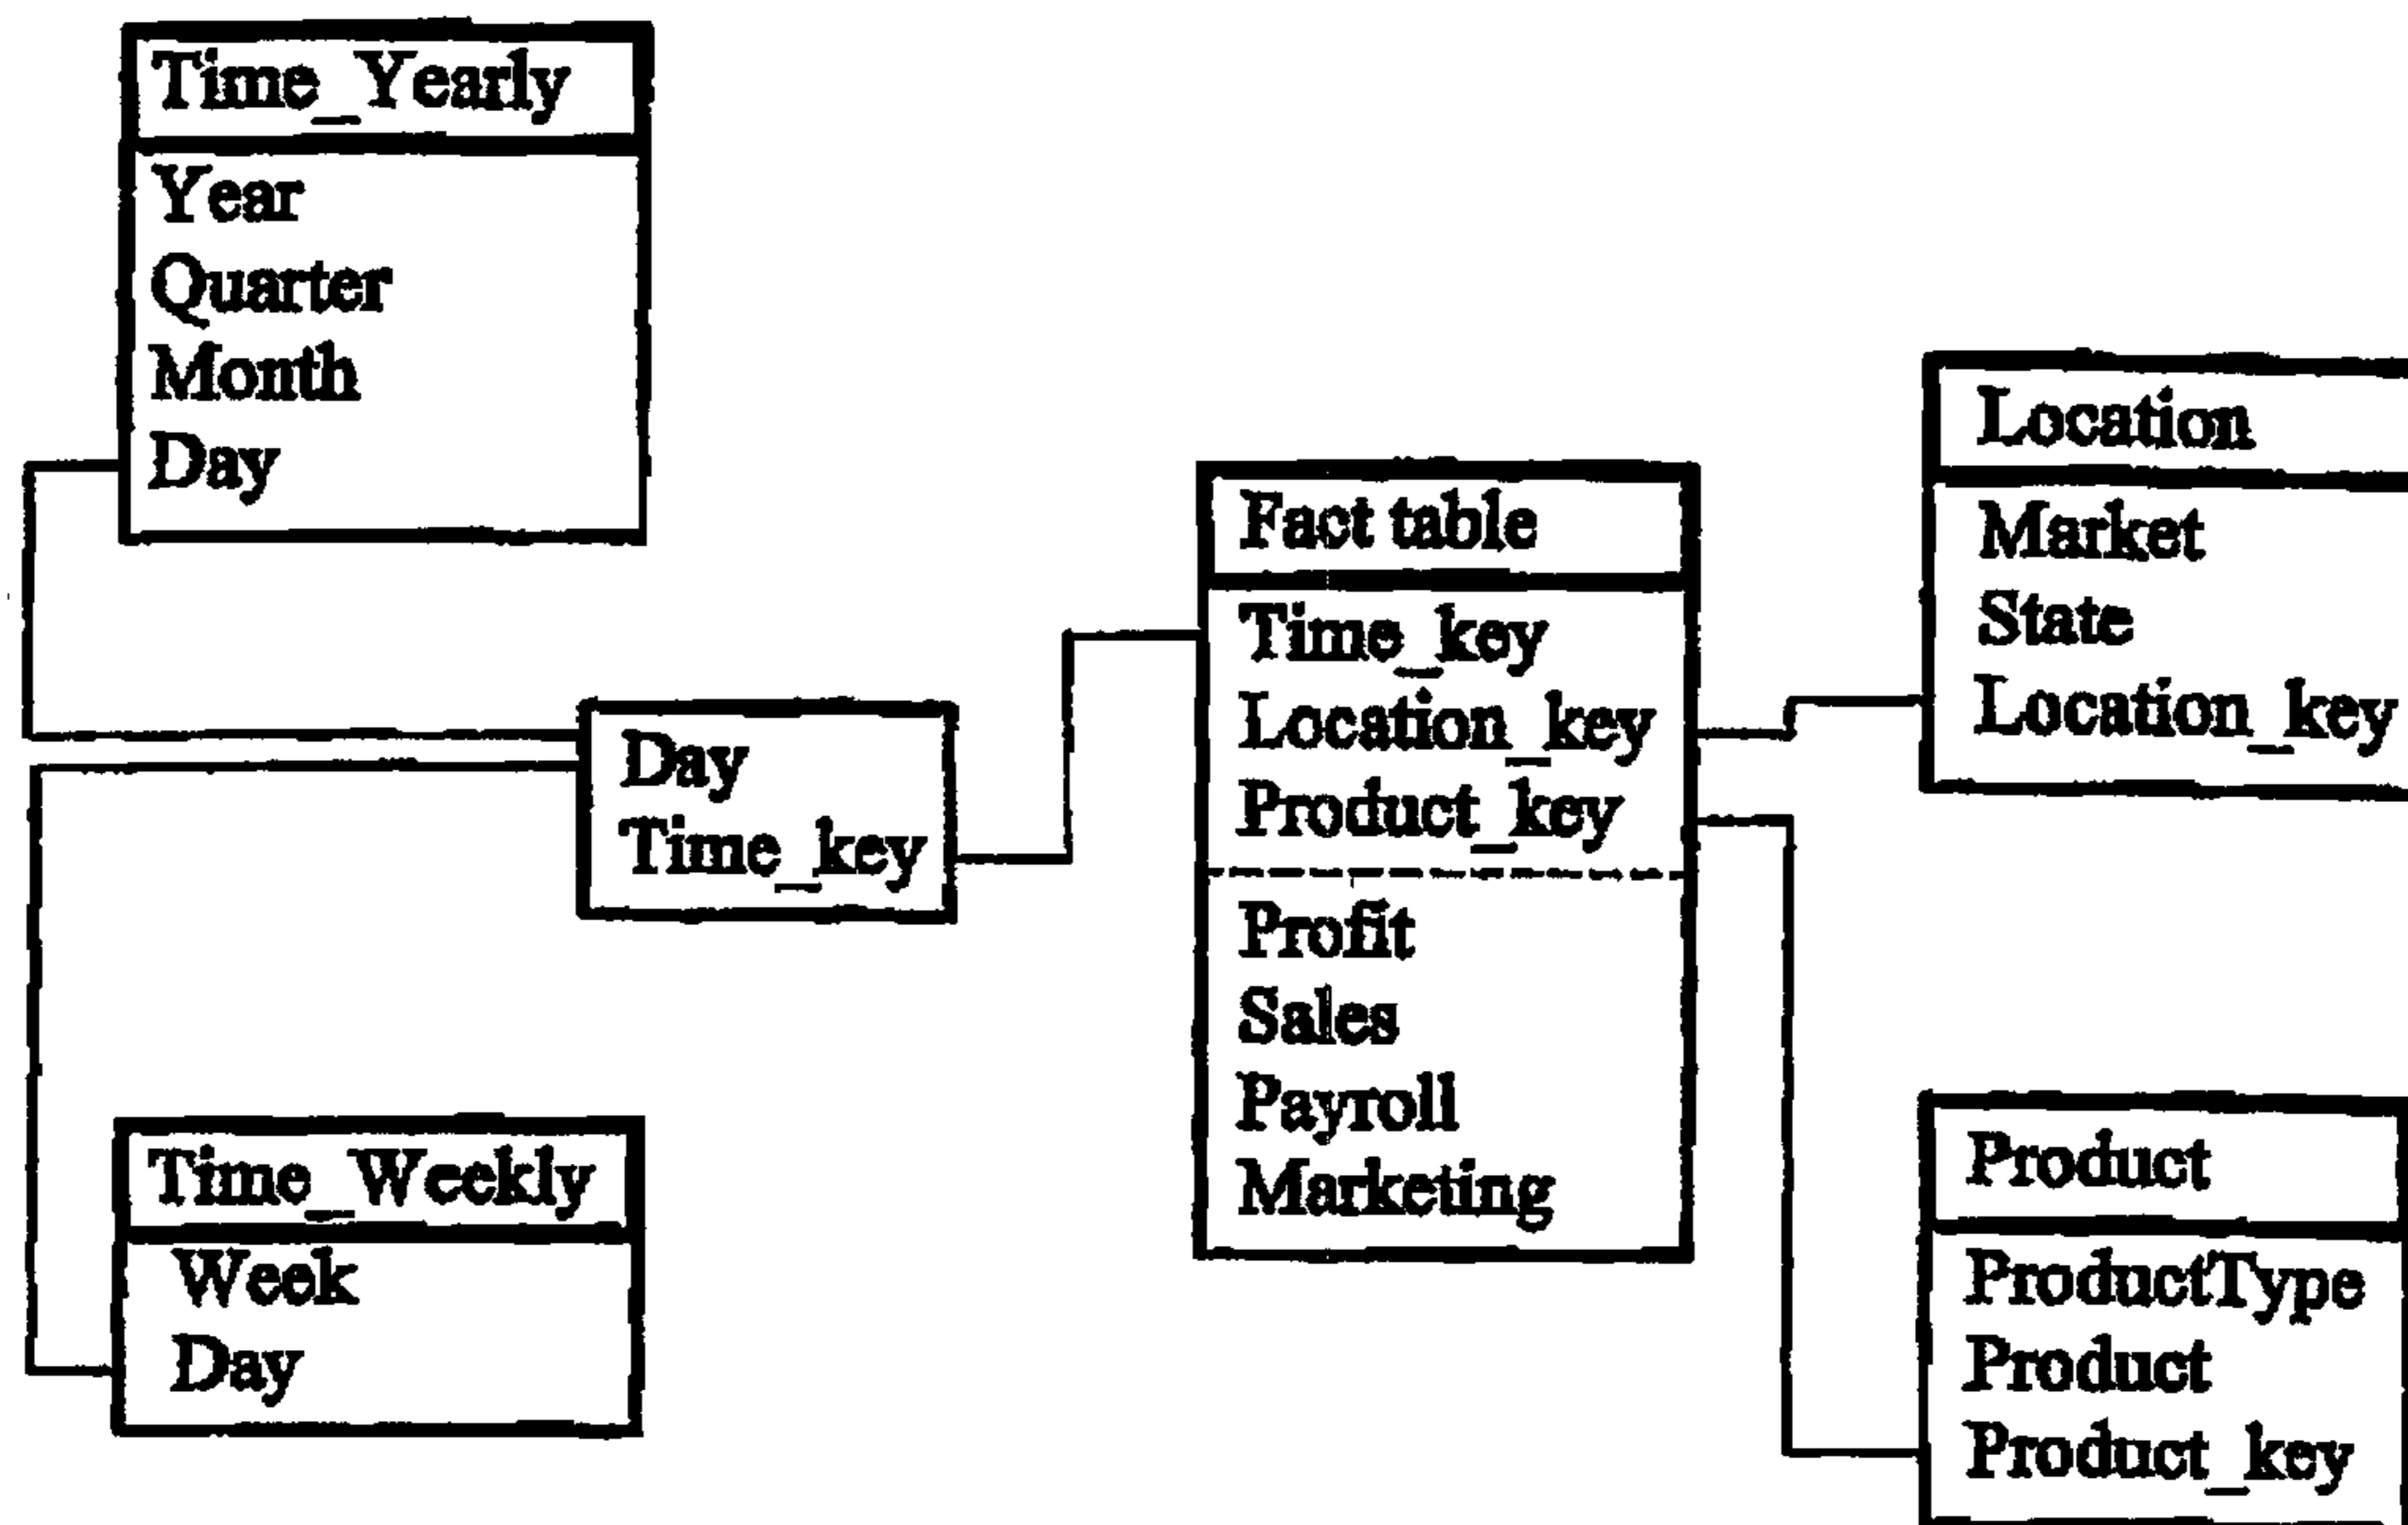 Time_Yearly
Year
Quarter
Month
Day
Day
Time_key
Time_Weekly
Week
Day
Fact table
Time_key
Location_key
Product_key
Profit
Sales
Payroll
Marketing
Location
Market
State
Location_key
Product
ProductType
Product
Product_key